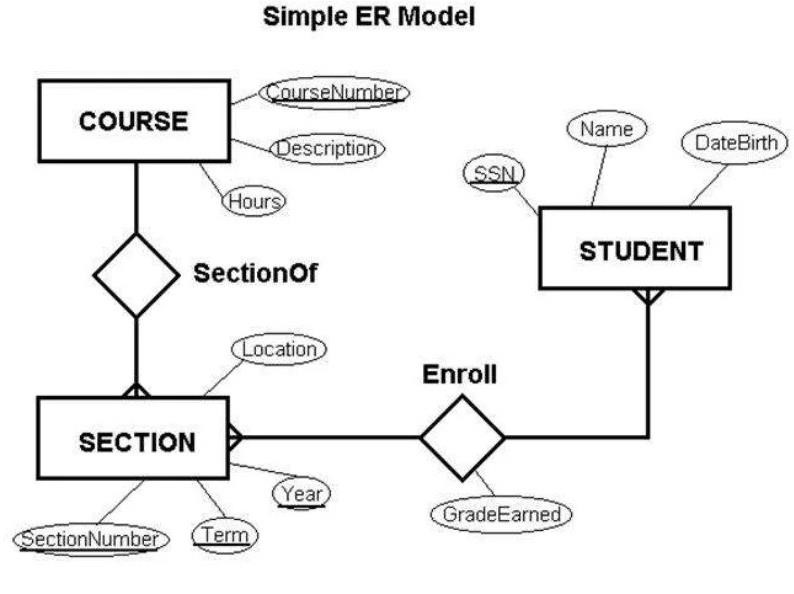 Simple ER Model
COURSE
CourseNumber
Description
Hours
SectionOf
Name
DateBirth
SSN
STUDENT
Location
Enroll
SECTION
Year
GradeEarned
SectionNumber
Term